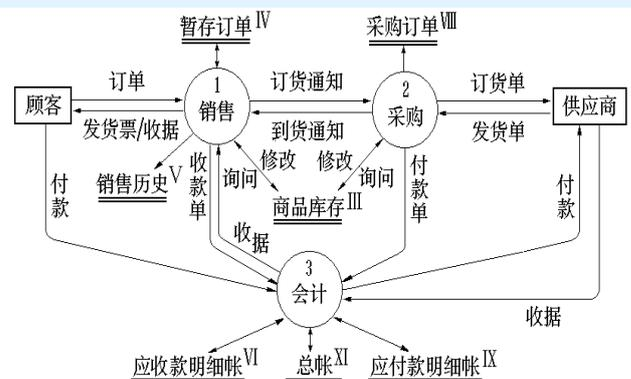 暂存订单Ⅳ
采购订单Ⅷ
订单
1
销售
订货通知
2
采购
订货单
顾客
供应商
发货票/收据
到货通知
发货单
销售历史Ⅴ
收款单
询问
修改
修改
询问
付款单
商品库存Ⅲ
付款
付款
收据
3
会计
收据
应收款明细帐Ⅵ
总帐Ⅺ
应付款明细帐Ⅸ